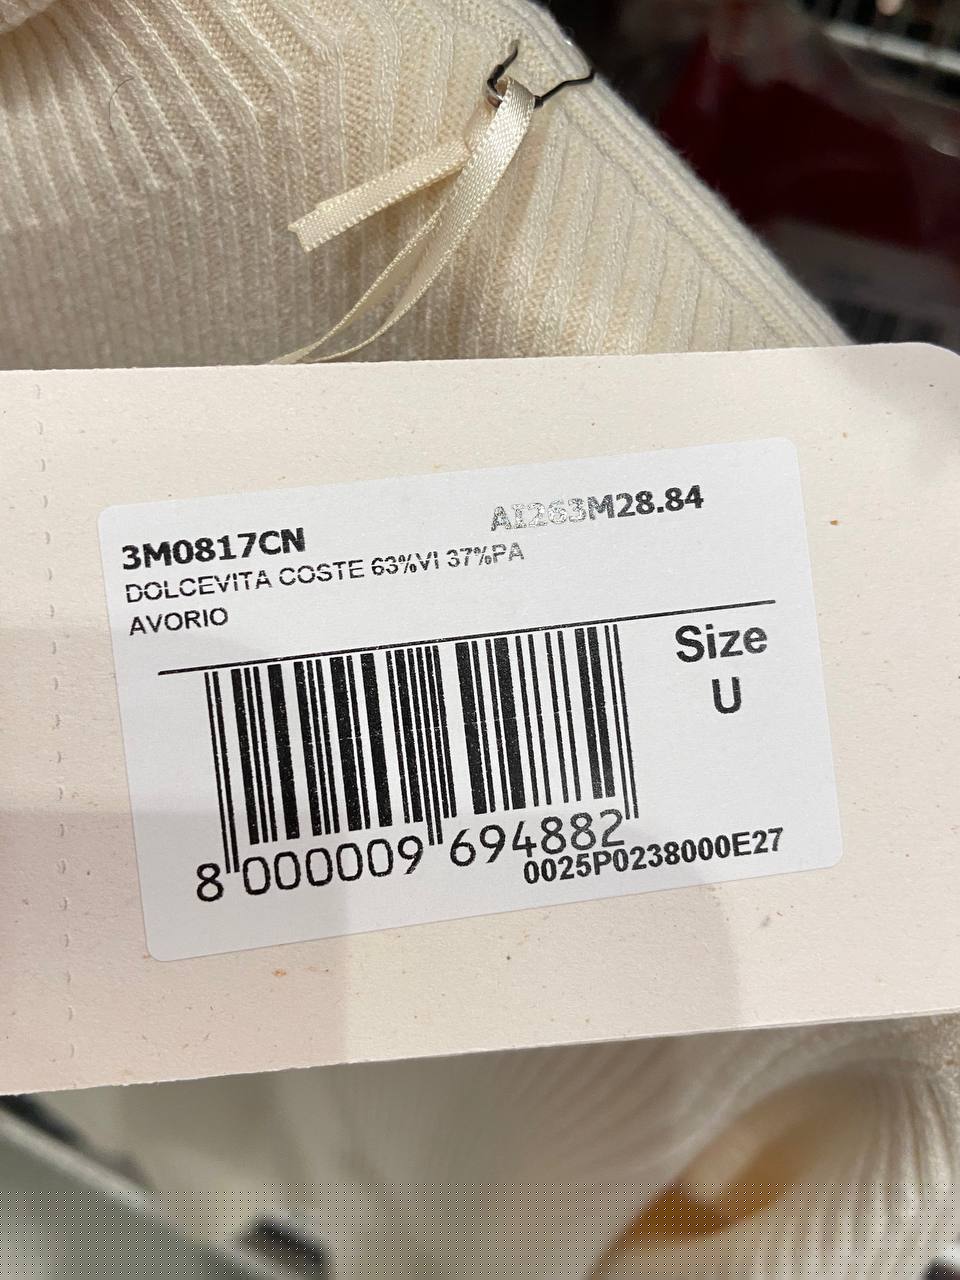 3M0817CN AI263M28.84
DOLCEVITA COSTE 63%VI 37%PA
AVORIO
Size
U
8 000009 694882
0025P0238000E27